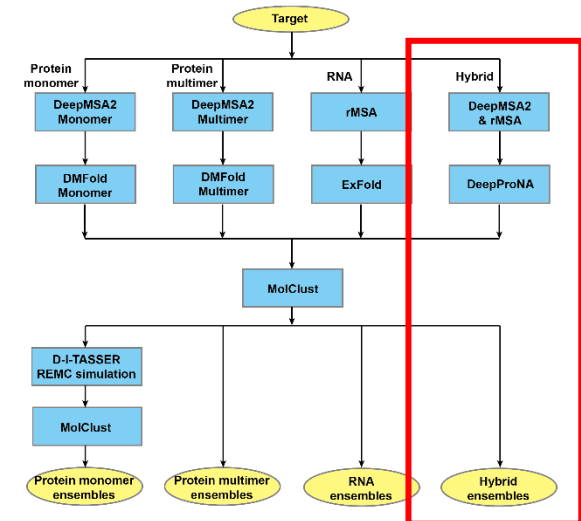 Target
Protein
monomer
Protein
multimer
RNA
Hybrid
DeepMSA2
Monomer
DeepMSA2
Multimer
rMSA
DeepMSA2
& rMSA
DMFold
Monomer
DMFold
Multimer
ExFold
DeepProNA
MolClust
D-I-TASSER
REMC simulation
MolClust
Protein monomer
ensembles
Protein multimer
ensembles
RNA
ensembles
Hybrid
ensembles